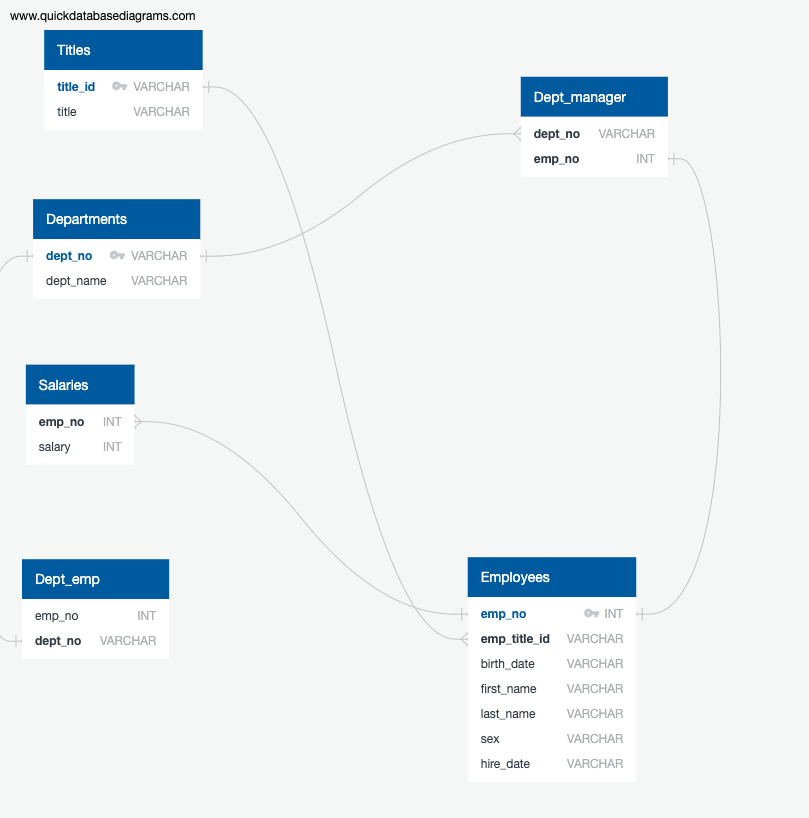 www.quickdatabasediagrams.com
Titles
title_id VARCHAR
title VARCHAR
Dept_manager
dept_no VARCHAR
emp_no INT
Departments
dept_no VARCHAR
dept_name VARCHAR
Salaries
emp_no INT
salary INT
Dept_emp
emp_no INT
dept_no VARCHAR
Employees
emp_no INT
emp_title_id VARCHAR
birth_date VARCHAR
first_name VARCHAR
last_name VARCHAR
sex VARCHAR
hire_date VARCHAR